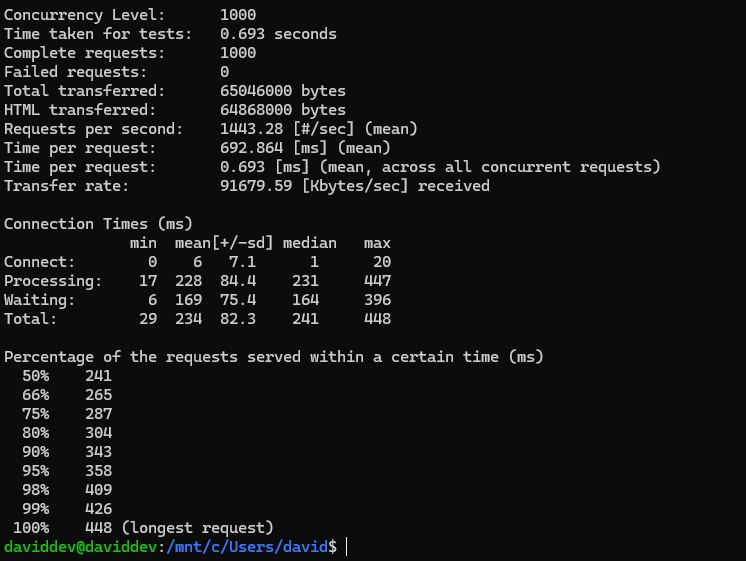 Concurrency Level:      1000
Time taken for tests:   0.693 seconds
Complete requests:      1000
Failed requests:        0
Total transferred:      65046000 bytes
HTML transferred:       64868000 bytes
Requests per second:    1443.28 [#/sec] (mean)
Time per request:       692.864 [ms] (mean)
Time per request:       0.693 [ms] (mean, across all concurrent requests)
Transfer rate:          91679.59 [Kbytes/sec] received

Connection Times (ms)
              min  mean[+/-sd] median   max
Connect:        0    6   7.1      1      20
Processing:    17  228  84.4    231     447
Waiting:        6  169  75.4    164     396
Total:         29  234  82.3    241     448

Percentage of the requests served within a certain time (ms)
  50%    241
  66%    265
  75%    287
  80%    304
  90%    343
  95%    358
  98%    409
  99%    426
 100%    448 (longest request)
daviddev@daviddev:/mnt/c/Users/david$